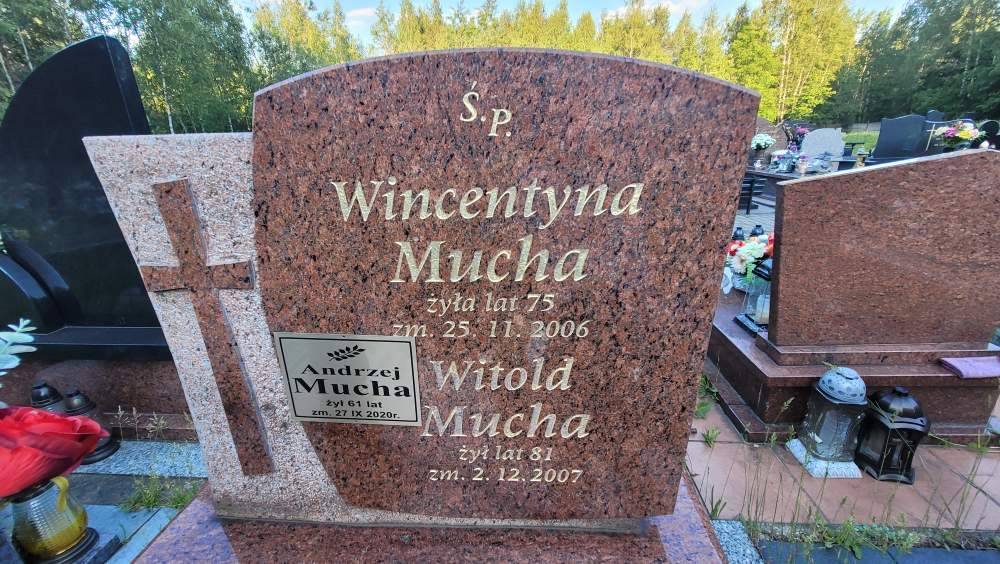 Ś.P.
Wincentyna
Mucha
żyła lat 75
zm. 25. 11. 2006
Witold
Mucha
żył lat 81
zm. 2. 12. 2007
Andrzej
Mucha
żył 61 lat
zm. 27 IX 2020r.